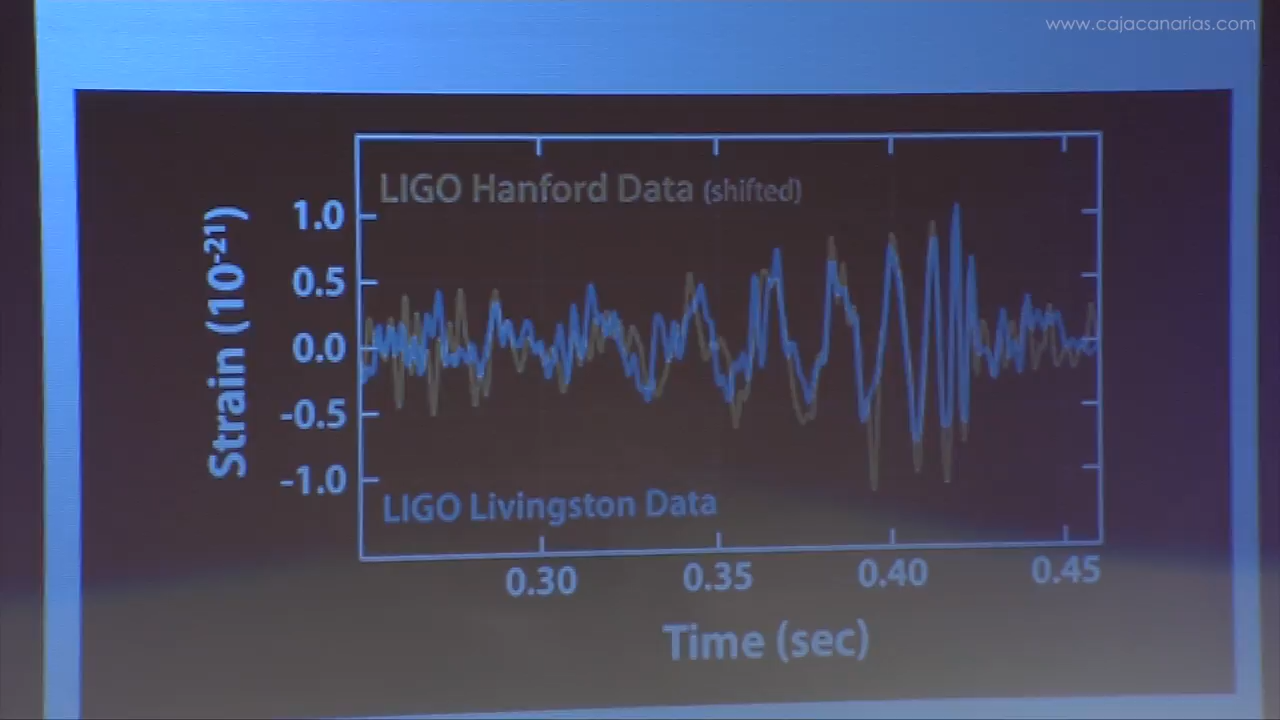 www.cajacanarias.com
LIGO Hanford Data (shifted)
1.0
0.5
0.0
-0.5
-1.0
Strain (10⁻²¹)
LIGO Livingston Data
0.30 0.35 0.40 0.45
Time (sec)